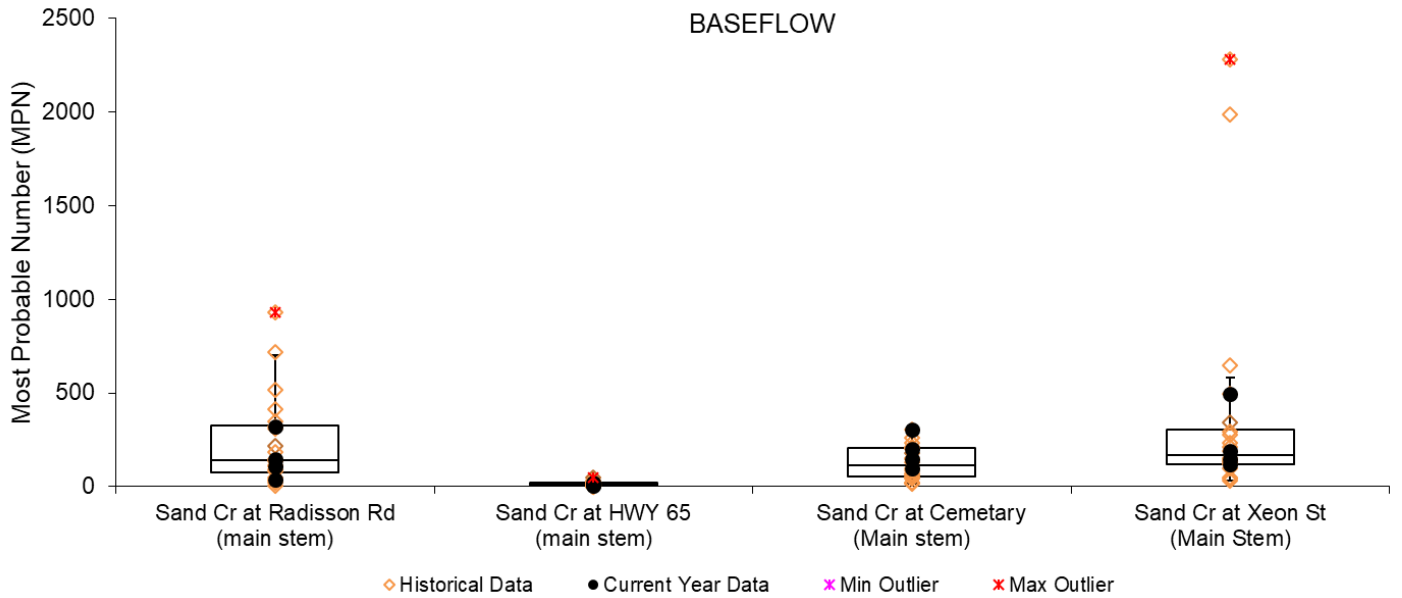 BASEFLOW
Most Probable Number (MPN)
2500
2000
1500
1000
500
0
Sand Cr at Radisson Rd
(main stem)
Sand Cr at HWY 65
(main stem)
Sand Cr at Cemetary
(Main stem)
Sand Cr at Xeon St
(Main Stem)
Historical Data
Current Year Data
Min Outlier
Max Outlier